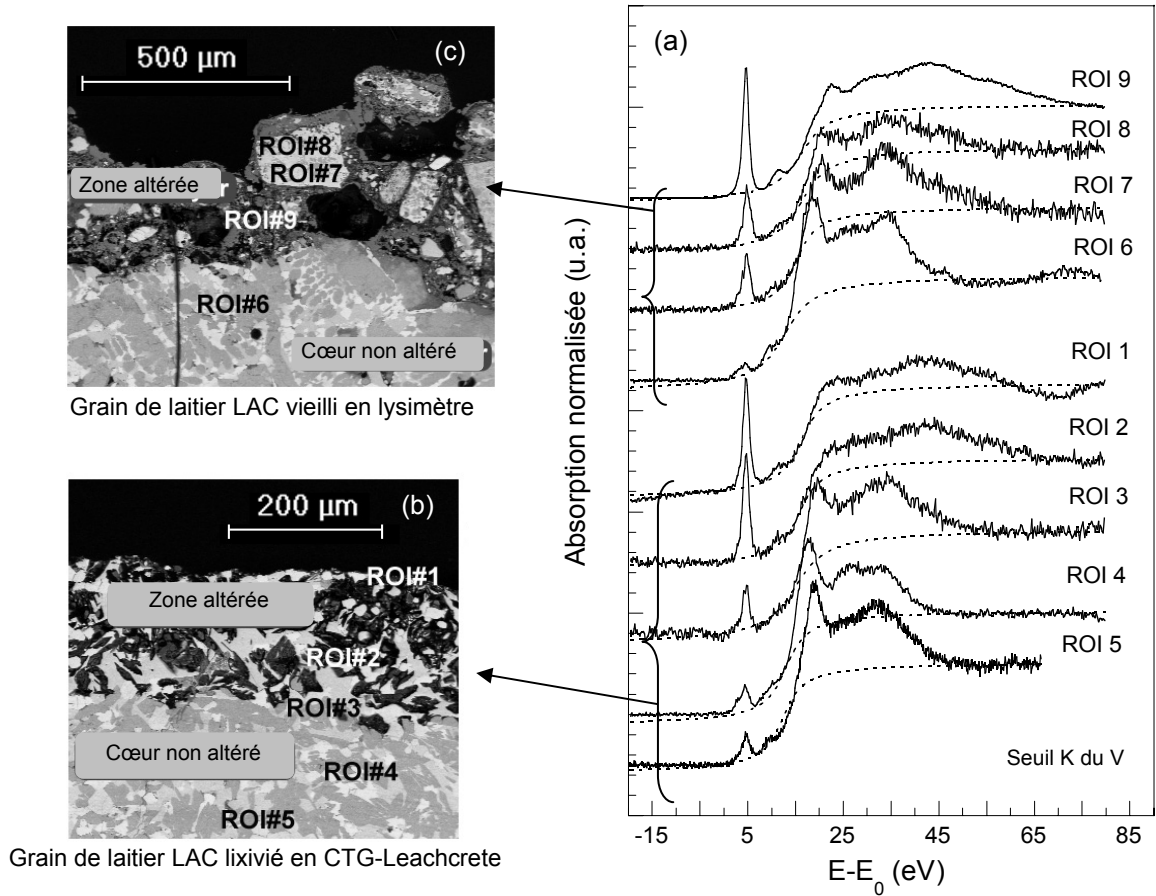 (c)
500 µm
ROI#8
ROI#7
Zone altérée
ROI#9
ROI#6
Cœur non altéré
Grain de laitier LAC vieilli en lysimètre
(b)
200 µm
ROI#1
Zone altérée
ROI#2
ROI#3
Cœur non altéré
ROI#4
ROI#5
Grain de laitier LAC lixivié en CTG-Leachcrete
(a)
Absorption normalisée (u.a.)
ROI 9
ROI 8
ROI 7
ROI 6
ROI 1
ROI 2
ROI 3
ROI 4
ROI 5
Seuil K du V
-15 5 25 45 65 85
E-E0 (eV)